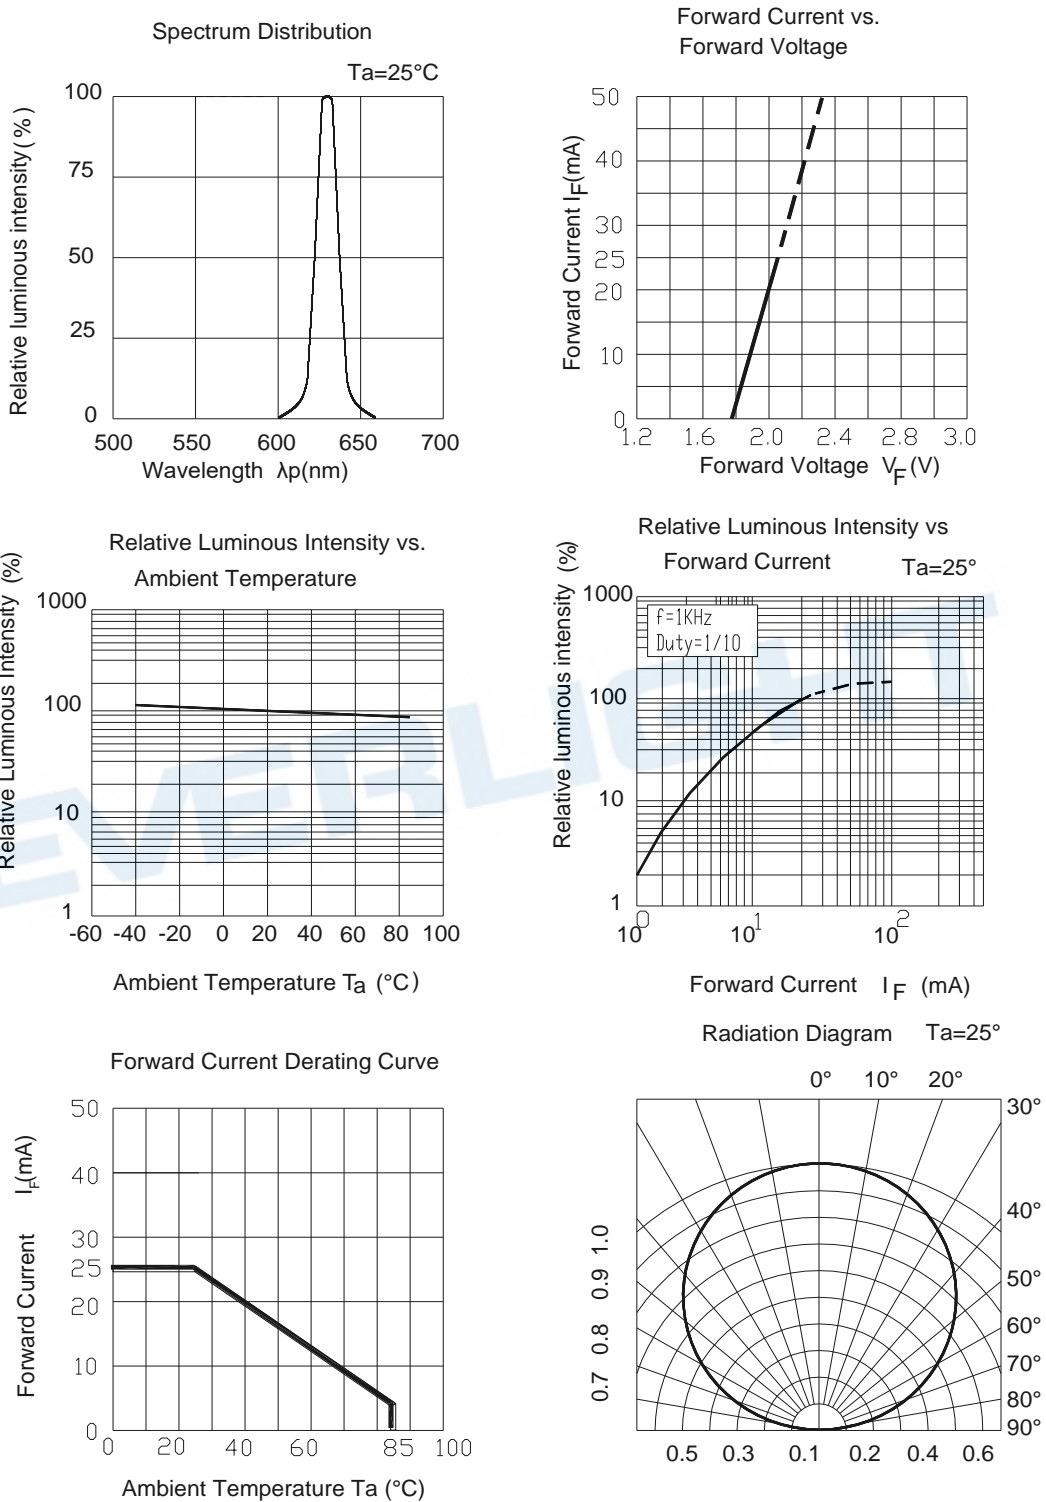 Spectrum Distribution
Ta=25°C
Relative luminous intensity(%)
100
75
50
25
0
500 550 600 650 700
Wavelength λp(nm)
Forward Current vs.
Forward Voltage
Forward Current IF(mA)
50
40
30
25
20
10
0
1.2 1.6 2.0 2.4 2.8 3.0
Forward Voltage VF(V)
Relative Luminous Intensity vs.
Ambient Temperature
Relative Luminous Intensity (%)
1000
100
10
1
-60 -40 -20 0 20 40 60 80 100
Ambient Temperature Ta (°C)
Relative Luminous Intensity vs
Forward Current
Ta=25°
Relative luminous intensity (%)
f=1KHz
Duty=1/10
1000
100
10
1
10⁰ 10¹ 10²
Forward Current IF (mA)
EVERLIGHT
Forward Current Derating Curve
Forward Current IF(mA)
50
40
30
25
20
10
0
0 20 40 60 85 100
Ambient Temperature Ta (°C)
Radiation Diagram Ta=25°
0° 10° 20°
30°
40°
50°
60°
70°
80°
90°
1.0
0.9
0.8
0.7
0.5 0.3 0.1 0.2 0.4 0.6